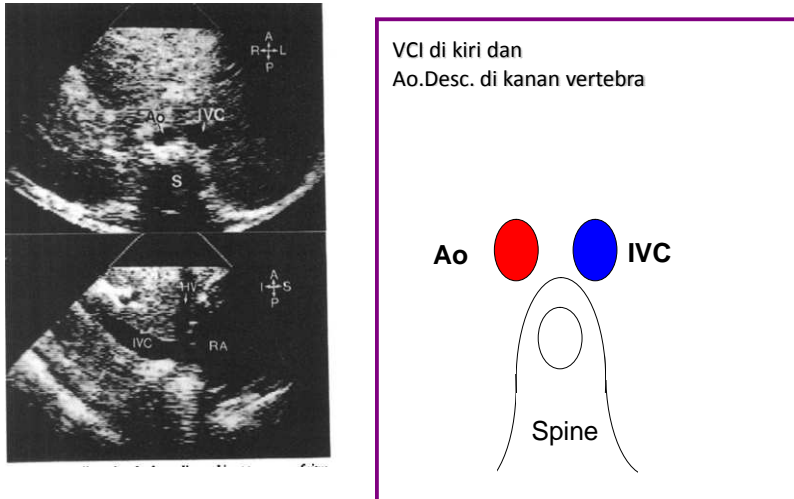 A
R L
P
Ao IVC
S
HV
A
I S
P
IVC RA
VCI di kiri dan
Ao.Desc. di kanan vertebra
Ao IVC
Spine